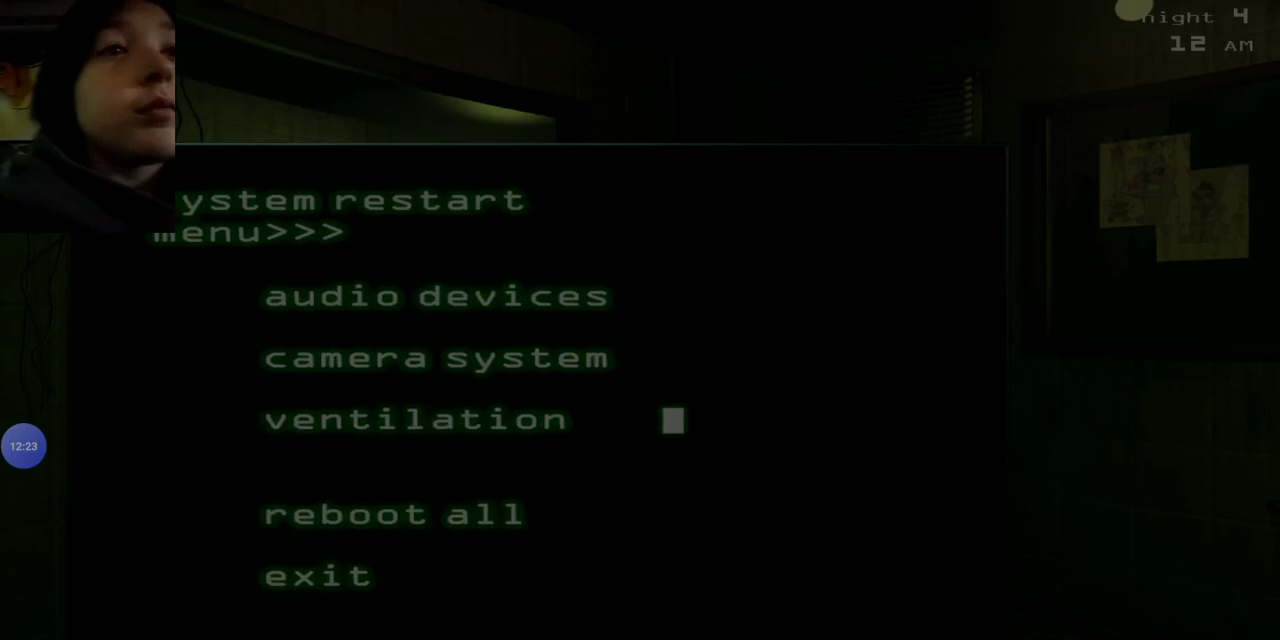 night 4
12 AM
ystem restart
menu>>>
audio devices
camera system
ventilation
reboot all
exit
12:23